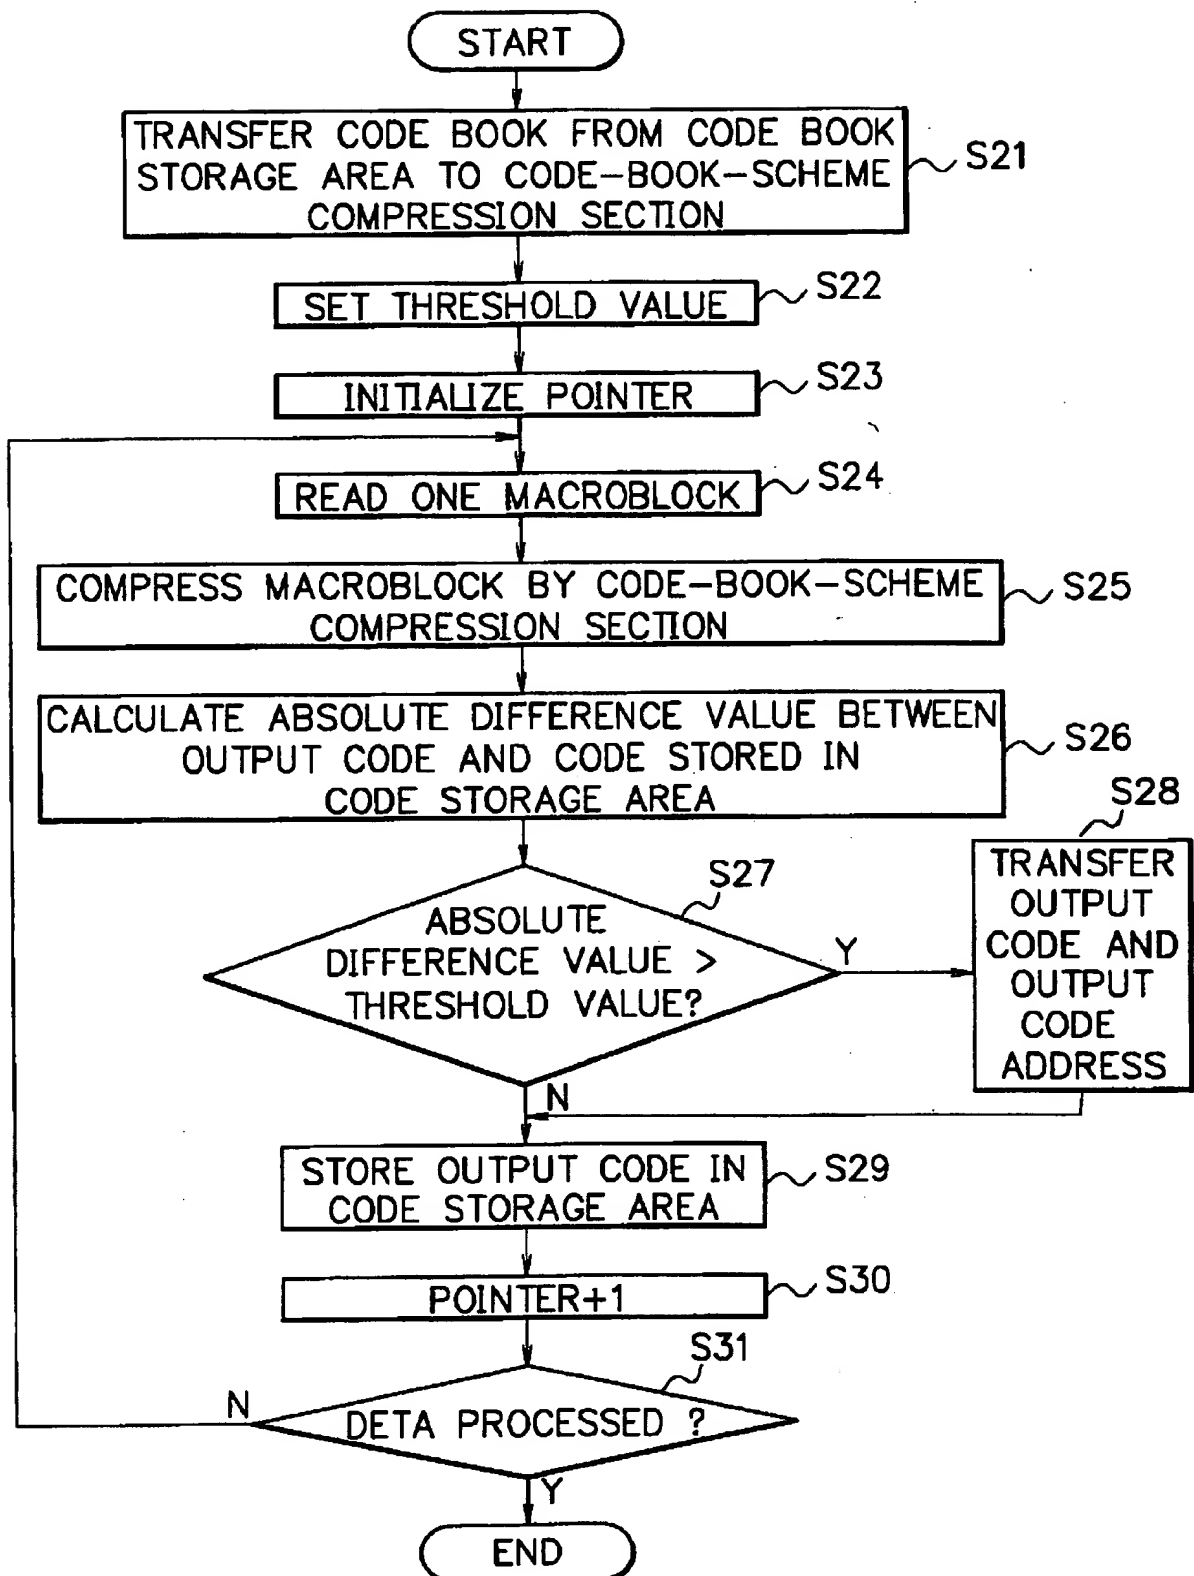 START
TRANSFER CODE BOOK FROM CODE BOOK
STORAGE AREA TO CODE-BOOK-SCHEME
COMPRESSION SECTION
S21
SET THRESHOLD VALUE
S22
INITIALIZE POINTER
S23
READ ONE MACROBLOCK
S24
COMPRESS MACROBLOCK BY CODE-BOOK-SCHEME
COMPRESSION SECTION
S25
CALCULATE ABSOLUTE DIFFERENCE VALUE BETWEEN
OUTPUT CODE AND CODE STORED IN
CODE STORAGE AREA
S26
ABSOLUTE
DIFFERENCE VALUE >
THRESHOLD VALUE?
S27
Y
N
S28
TRANSFER
OUTPUT
CODE AND
OUTPUT
CODE
ADDRESS
STORE OUTPUT CODE IN
CODE STORAGE AREA
S29
POINTER+1
S30
DETA PROCESSED ?
S31
N
Y
END